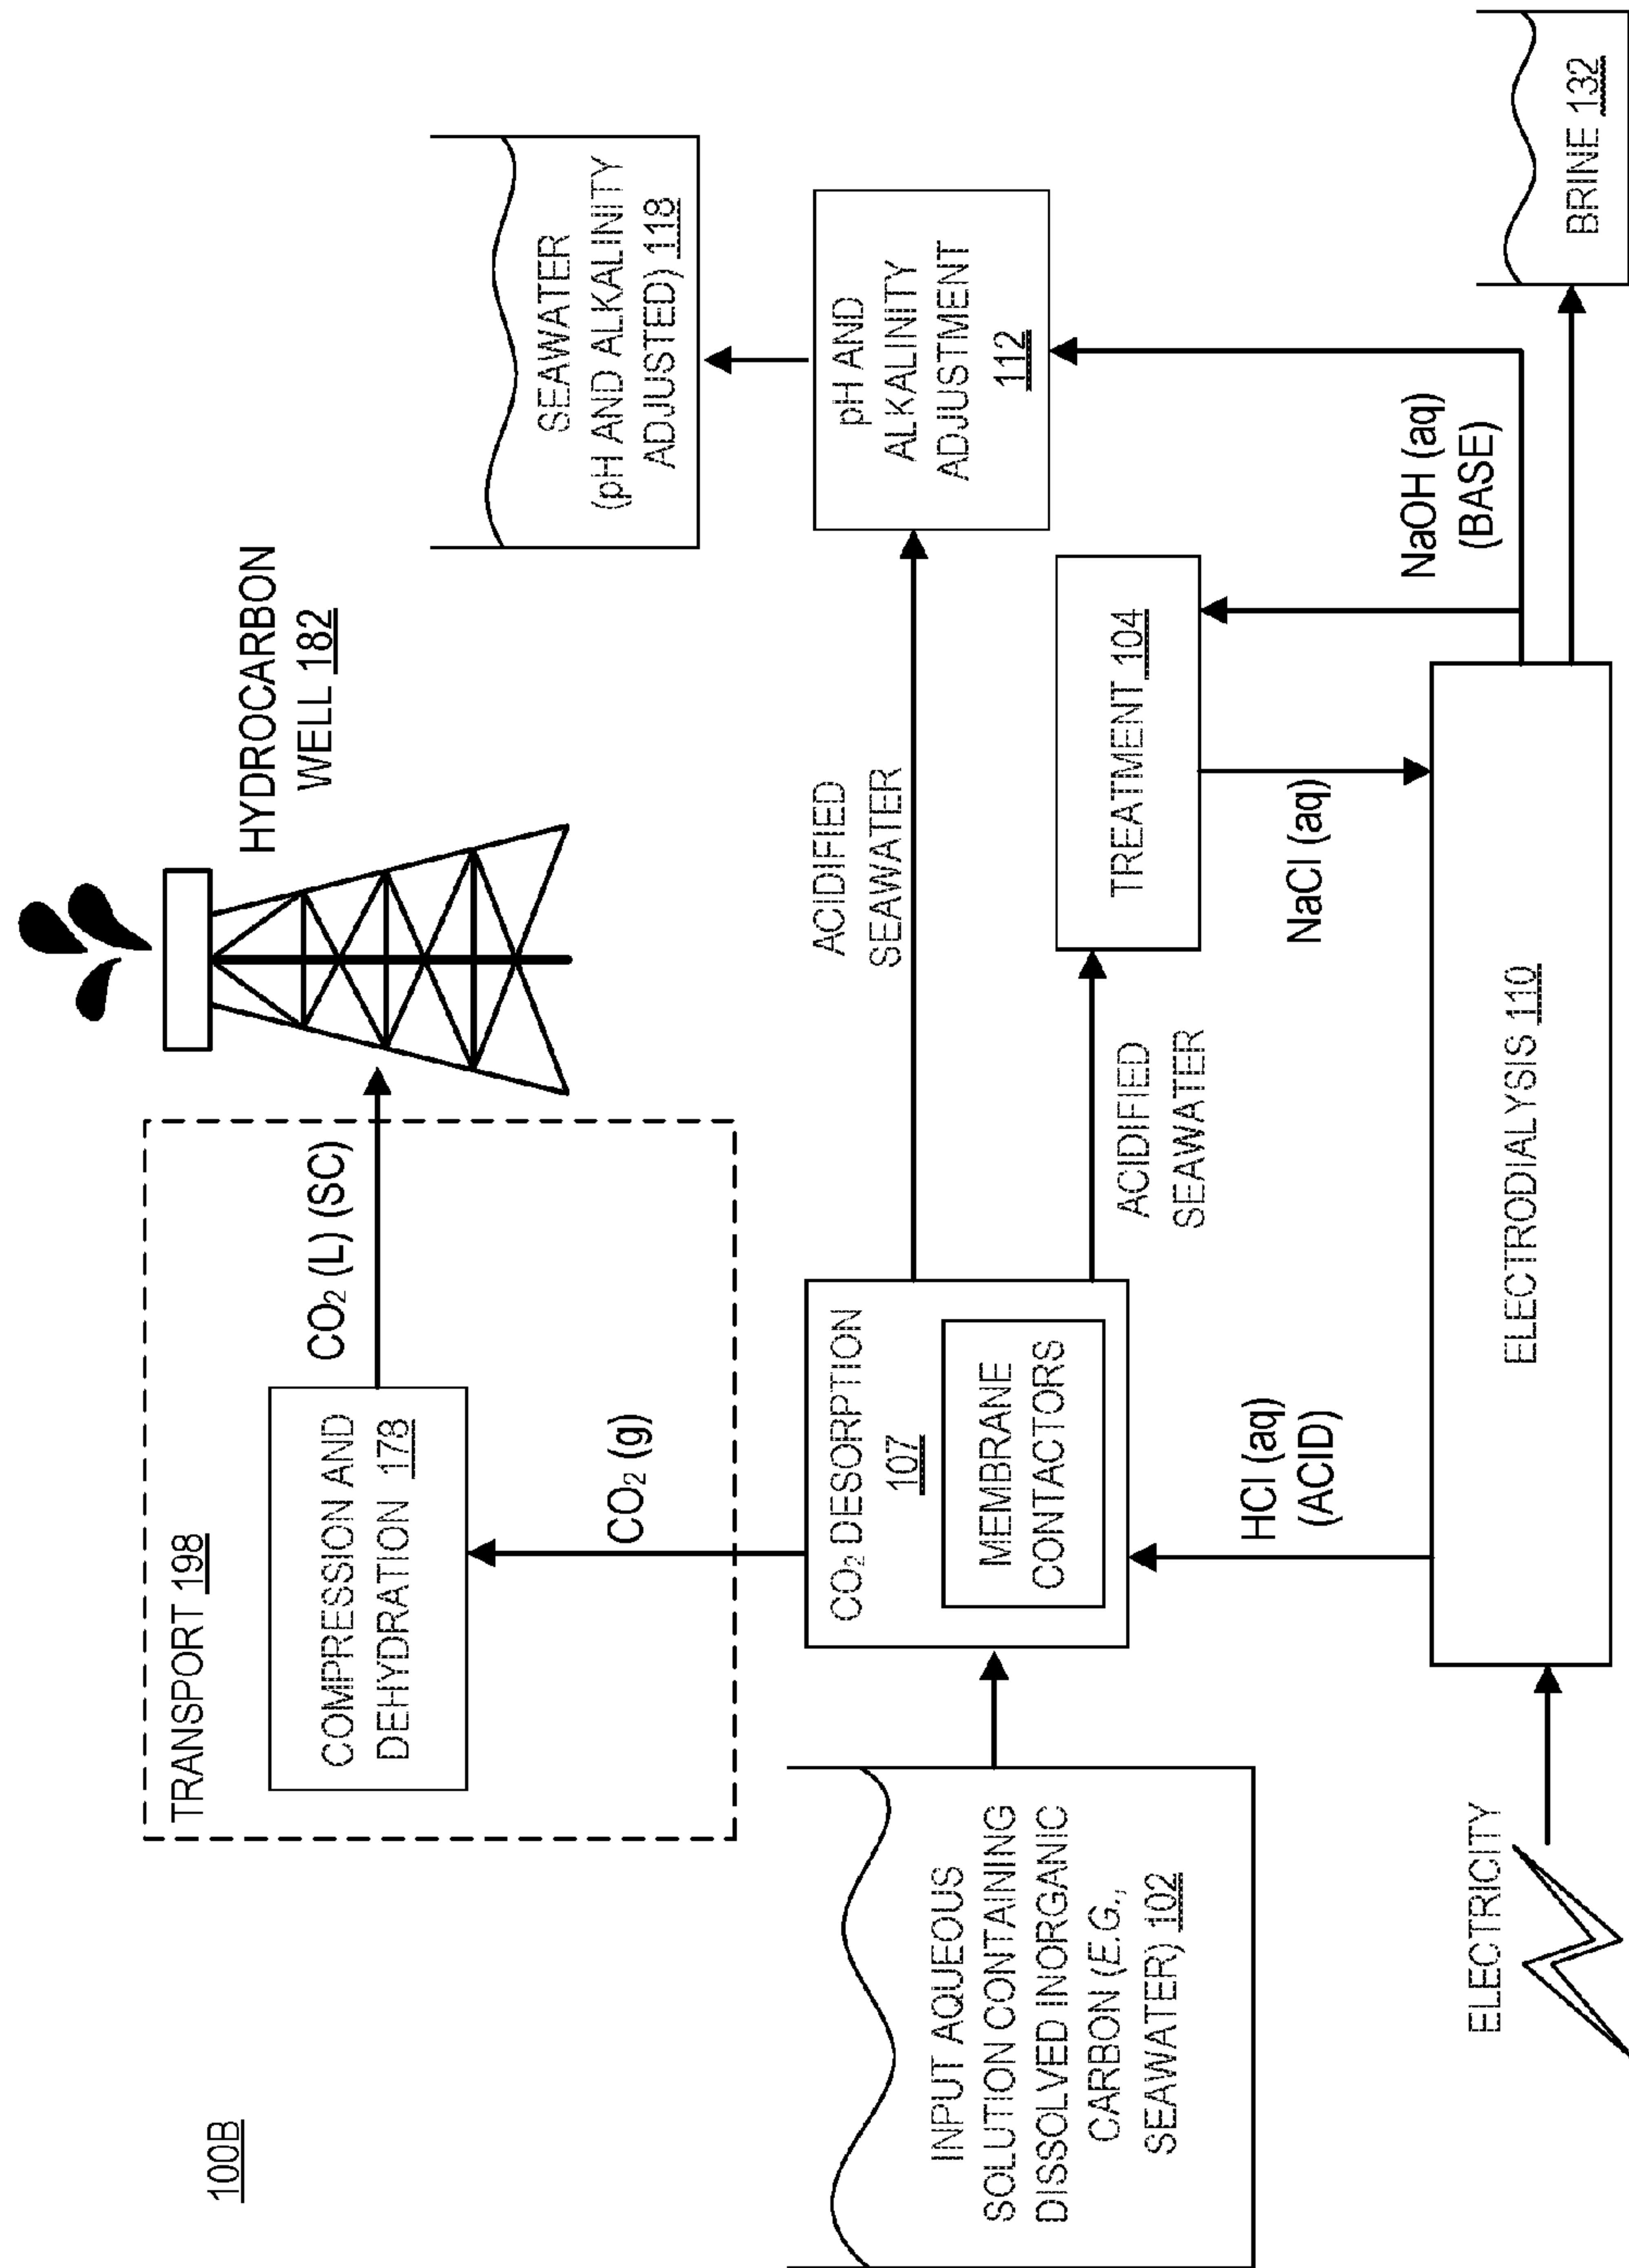 100B
TRANSPORT 198
COMPRESSION AND
DEHYDRATION 178
CO₂ (L) (SC)
HYDROCARBON
WELL 182
CO₂ (g)
SEAWATER
(pH AND ALKALINITY
ADJUSTED) 118
INPUT AQUEOUS
SOLUTION CONTAINING
DISSOLVED INORGANIC
CARBON (E.G.,
SEAWATER) 102
CO₂ DESORPTION
107
MEMBRANE
CONTACTORS
ACIDIFIED
SEAWATER
pH AND
ALKALINITY
ADJUSTMENT
112
ACIDIFIED
SEAWATER
TREATMENT 104
HCl (aq)
(ACID)
NaCl (aq)
NaOH (aq)
(BASE)
ELECTRICITY
ELECTRODIALYSIS 110
BRINE 132